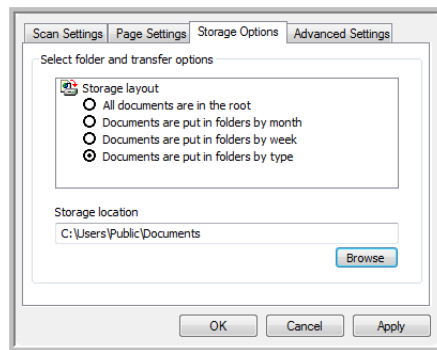 Scan Settings Page Settings Storage Options Advanced Settings
Select folder and transfer options
Storage layout
All documents are in the root
Documents are put in folders by month
Documents are put in folders by week
Documents are put in folders by type
Storage location
C:\Users\Public\Documents
Browse
OK Cancel Apply